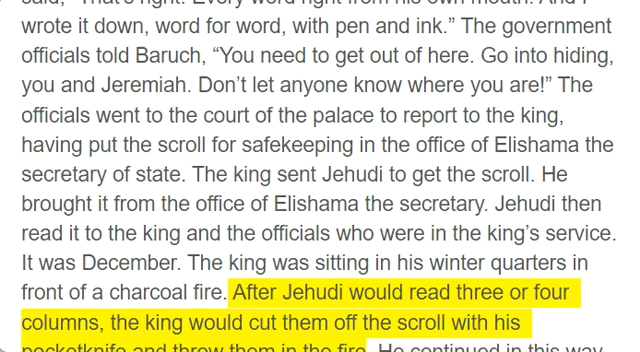 said, “That’s right. Every word right from his own mouth. And I
wrote it down, word for word, with pen and ink.” The government
officials told Baruch, “You need to get out of here. Go into hiding,
you and Jeremiah. Don’t let anyone know where you are!” The
officials went to the court of the palace to report to the king,
having put the scroll for safekeeping in the office of Elishama the
secretary of state. The king sent Jehudi to get the scroll. He
brought it from the office of Elishama the secretary. Jehudi then
read it to the king and the officials who were in the king’s service.
It was December. The king was sitting in his winter quarters in
front of a charcoal fire. After Jehudi would read three or four
columns, the king would cut them off the scroll with his
pocketknife and throw them in the fire. He continued in this way